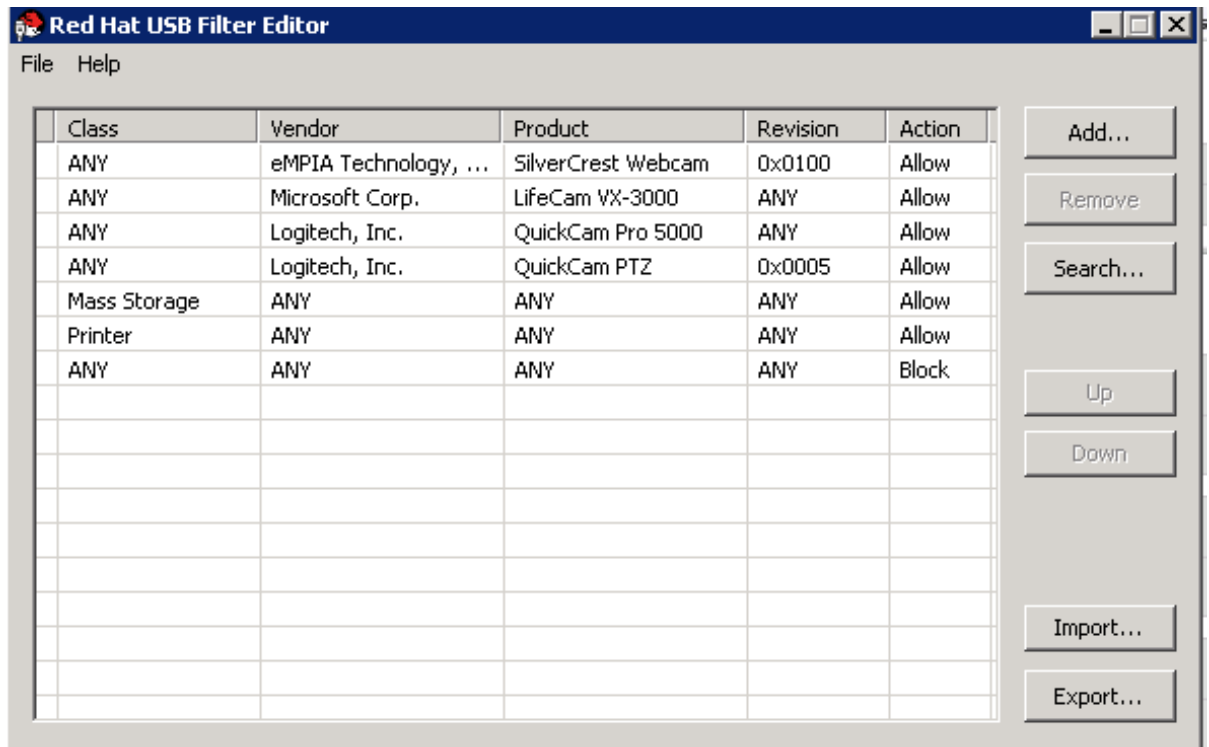 Red Hat USB Filter Editor
File Help
Class Vendor Product Revision Action
ANY eMPIA Technology, ... SilverCrest Webcam 0x0100 Allow
ANY Microsoft Corp. LifeCam VX-3000 ANY Allow
ANY Logitech, Inc. QuickCam Pro 5000 ANY Allow
ANY Logitech, Inc. QuickCam PTZ 0x0005 Allow
Mass Storage ANY ANY ANY Allow
Printer ANY ANY ANY Allow
ANY ANY ANY ANY Block
Add...
Remove
Search...
Up
Down
Import...
Export...